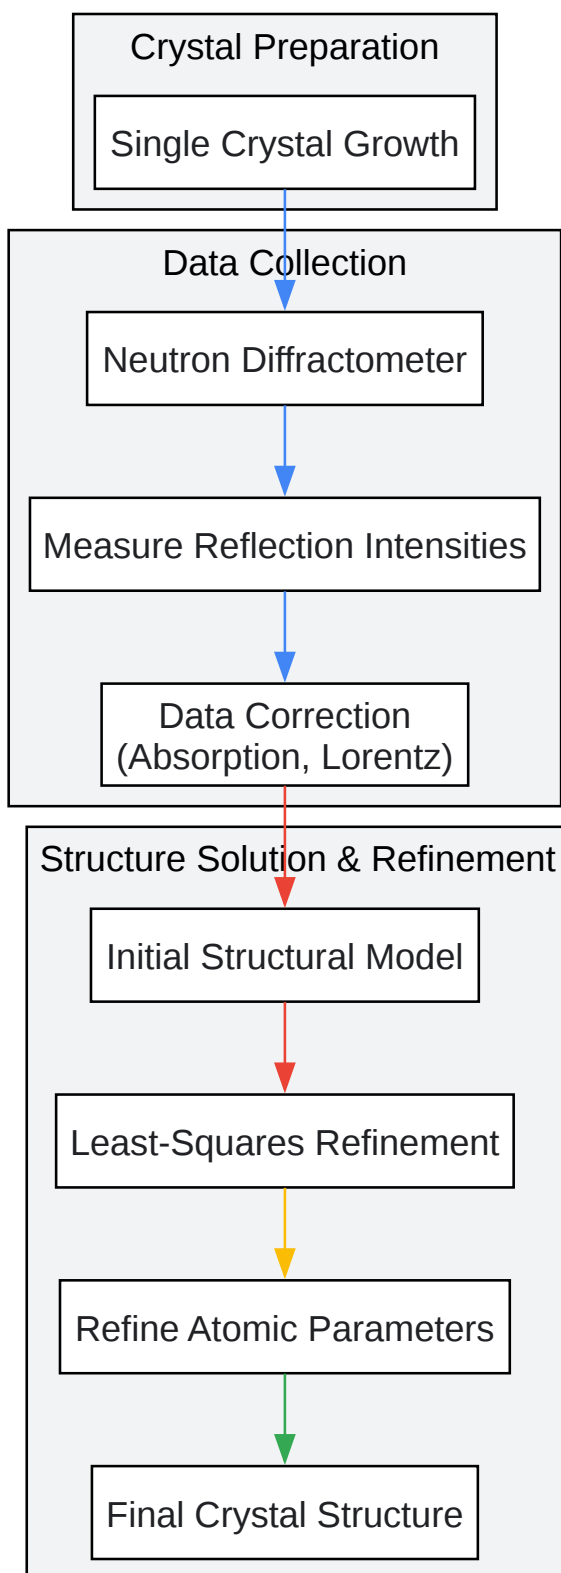 Crystal Preparation
Single Crystal Growth
Data Collection
Neutron Diffractometer
Measure Reflection Intensities
Data Correction
(Absorption, Lorentz)
Structure Solution & Refinement
Initial Structural Model
Least-Squares Refinement
Refine Atomic Parameters
Final Crystal Structure